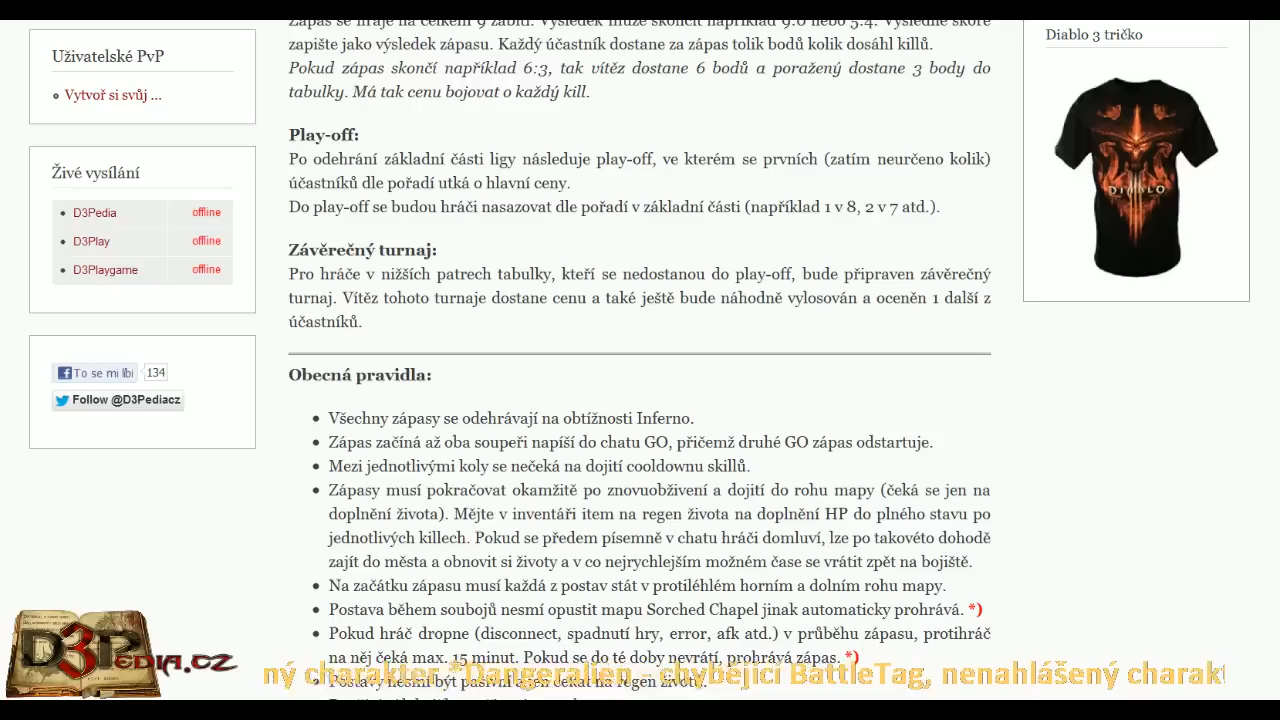 Uživatelské PvP
Vytvoř si svůj ...
Živé vysílání
D3Pedia offline
D3Play offline
D3Playgame offline
To se mi líbí 134
Follow @D3Pediacz
Zápas se hraje na celkem 9 zabití. Výsledek může skončit například 9:0 nebo 5:4. Výsledné skóre
zapište jako výsledek zápasu. Každý účastník dostane za zápas tolik bodů kolik dosáhl killů.
Pokud zápas skončí například 6:3, tak vítěz dostane 6 bodů a poražený dostane 3 body do
tabulky. Má tak cenu bojovat o každý kill.
Play-off:
Po odehrání základní části ligy následuje play-off, ve kterém se prvních (zatím neurčeno kolik)
účastníků dle pořadí utká o hlavní ceny.
Do play-off se budou hráči nasazovat dle pořadí v základní části (například 1 v 8, 2 v 7 atd.).
Závěrečný turnaj:
Pro hráče v nižších patrech tabulky, kteří se nedostanou do play-off, bude připraven závěrečný
turnaj. Vítěz tohoto turnaje dostane cenu a také ještě bude náhodně vylosován a oceněn 1 další z
účastníků.
Obecná pravidla:
Všechny zápasy se odehrávají na obtížnosti Inferno.
Zápas začíná až oba soupeři napíší do chatu GO, přičemž druhé GO zápas odstartuje.
Mezi jednotlivými koly se nečeká na dojití cooldownu skillů.
Zápasy musí pokračovat okamžitě po znovuobživení a dojití do rohu mapy (čeká se jen na
doplnění života). Mějte v inventáři item na regen života na doplnění HP do plného stavu po
jednotlivých killech. Pokud se předem písemně v chatu hráči domluví, lze po takovéto dohodě
zajít do města a obnovit si životy a v co nejrychlejším možném čase se vrátit zpět na bojiště.
Na začátku zápasu musí každá z postav stát v protiléhlém horním a dolním rohu mapy.
Postava během soubojů nesmí opustit mapu Sorched Chapel jinak automaticky prohrává. *)
Pokud hráč dropne (disconnect, spadnutí hry, error, afk atd.) v průběhu zápasu, protihráč
na něj čeká max. 15 minut. Pokud se do té doby nevrátí, prohrává zápas. *)
Diablo 3 tričko
DIABLO
D3Pedia.cz
ný charakter *Dangeralien - chybějící BattleTag, nenahlášený charak